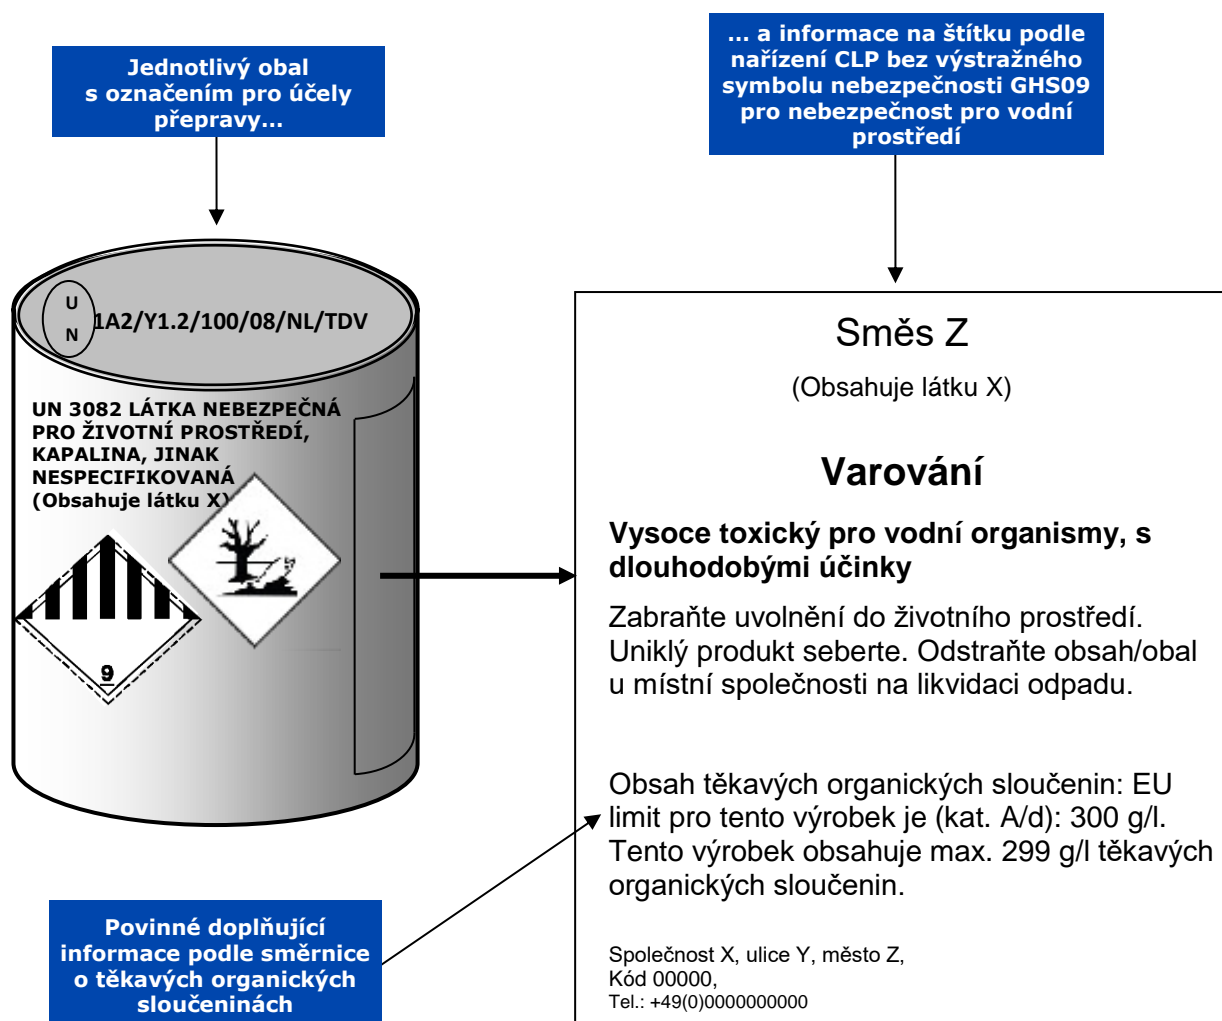 Jednotlivý obal
s označením pro účely
přepravy...
... a informace na štítku podle
nařízení CLP bez výstražného
symbolu nebezpečnosti GHS09
pro nebezpečnost pro vodní
prostředí
U
N
1A2/Y1.2/100/08/NL/TDV
UN 3082 LÁTKA NEBEZPEČNÁ
PRO ŽIVOTNÍ PROSTŘEDÍ,
KAPALINA, JINAK
NESPECIFIKOVANÁ
(Obsahuje látku X)
9
Směs Z
(Obsahuje látku X)
Varování
Vysoce toxický pro vodní organismy, s
dlouhodobými účinky
Zabraňte uvolnění do životního prostředí.
Uniklý produkt seberte. Odstraňte obsah/obal
u místní společnosti na likvidaci odpadu.
Obsah těkavých organických sloučenin: EU
limit pro tento výrobek je (kat. A/d): 300 g/l.
Tento výrobek obsahuje max. 299 g/l těkavých
organických sloučenin.
Společnost X, ulice Y, město Z,
Kód 00000,
Tel.: +49(0)0000000000
Povinné doplňující
informace podle směrnice
o těkavých organických
sloučeninách